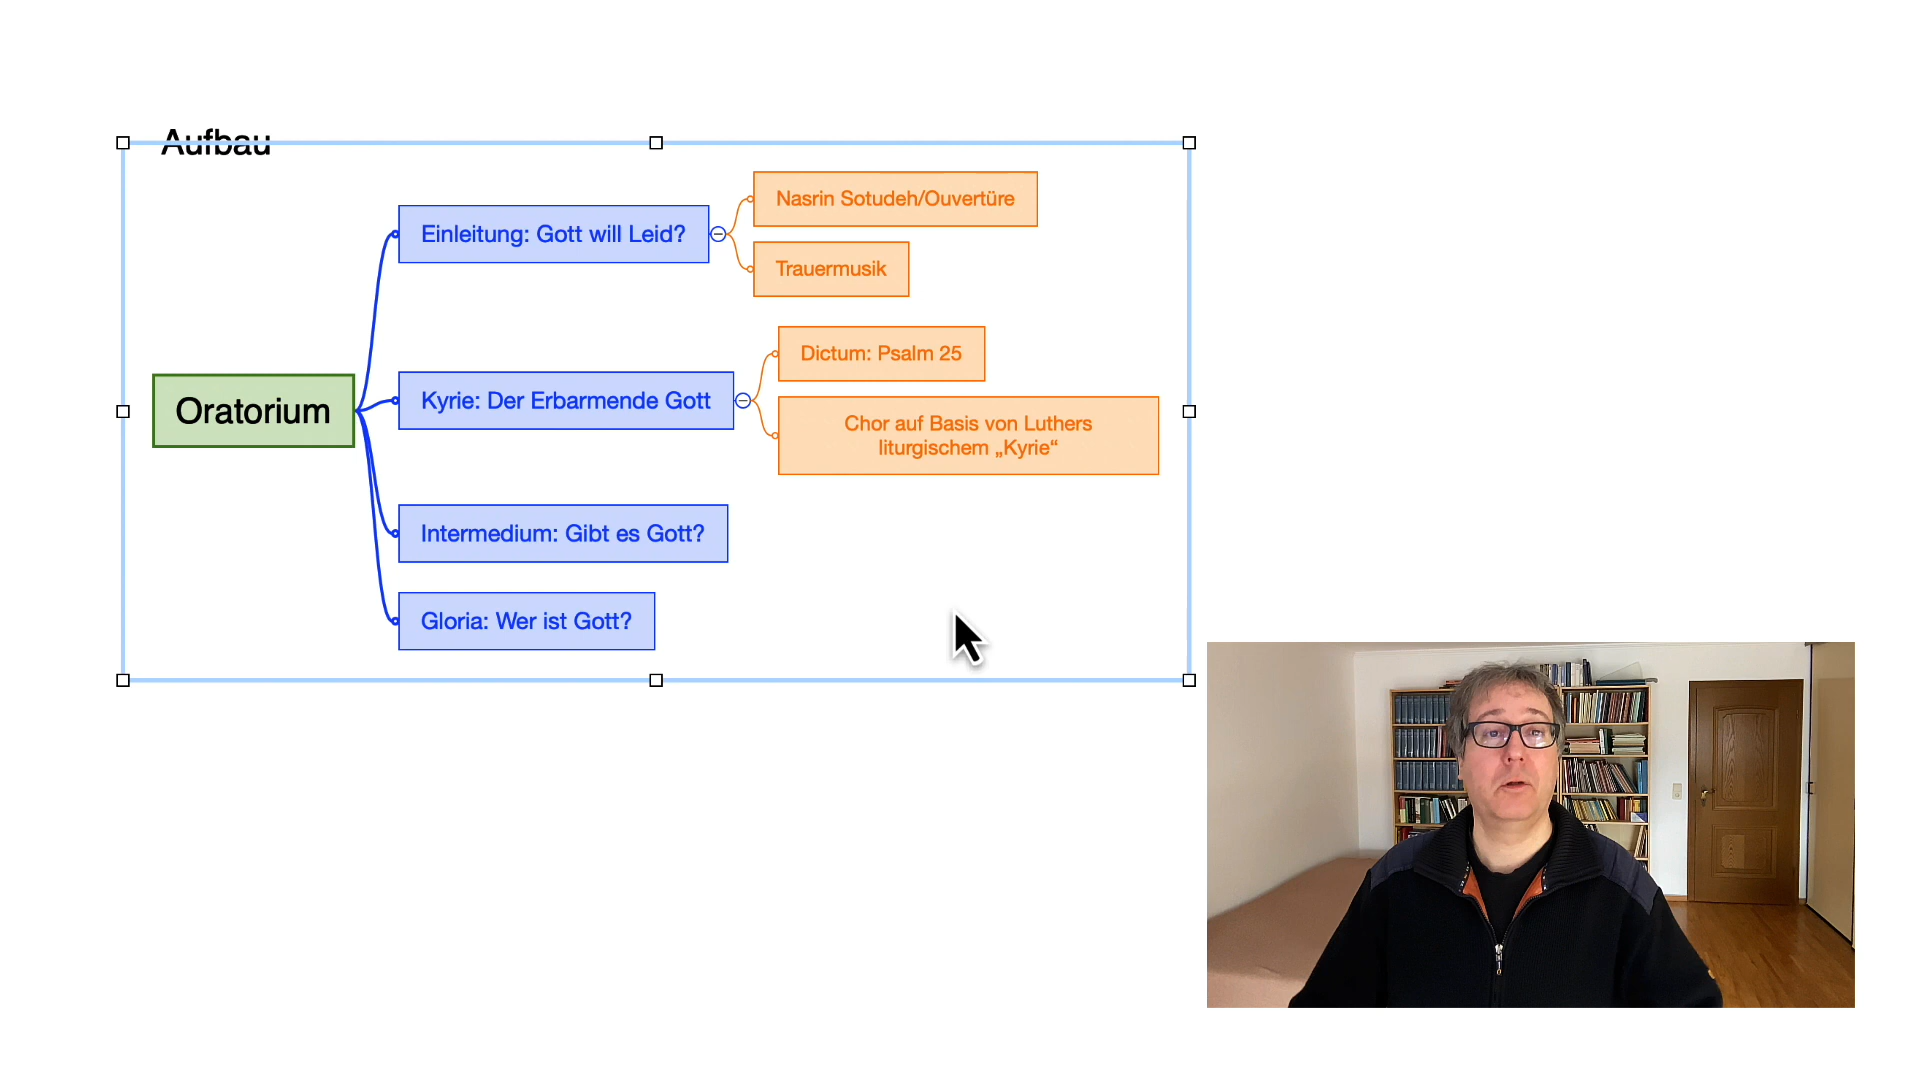 Aufbau
Oratorium
Einleitung: Gott will Leid?
Nasrin Sotudeh/Ouvertüre
Trauermusik
Kyrie: Der Erbarmende Gott
Dictum: Psalm 25
Chor auf Basis von Luthers
liturgischem „Kyrie“
Intermedium: Gibt es Gott?
Gloria: Wer ist Gott?